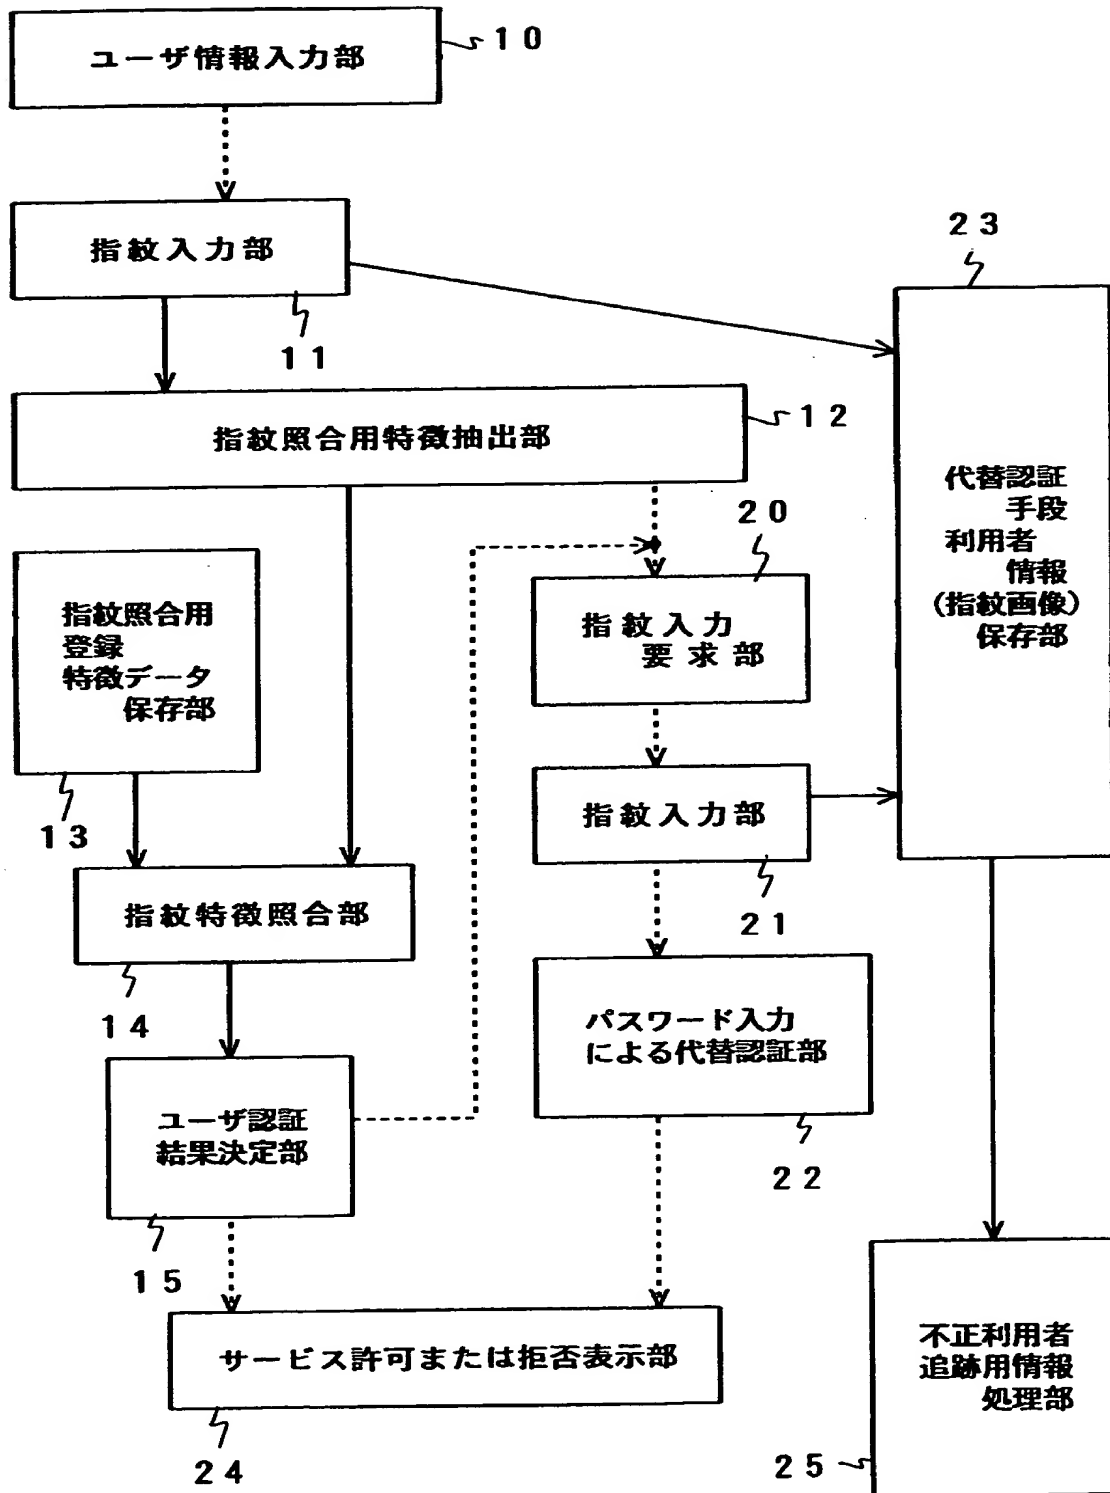 ユーザ情報入力部
10
指紋入力部
11
23
指紋照合用特徴抽出部
12
代替認証
手段
利用者
情報
(指紋画像)
保存部
20
指紋入力
要求部
指紋照合用
登録
特徴データ
保存部
13
指紋入力部
21
指紋特徴照合部
14
パスワード入力
による代替認証部
22
ユーザ認証
結果決定部
15
サービス許可または拒否表示部
24
不正利用者
追跡用情報
処理部
25